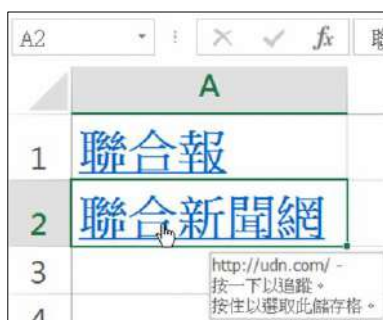 A2 fx
A
1 聯合報
2 聯合新聞網
http://udn.com/ -
按一下以追蹤。
3
按住以選取此儲存格。
4